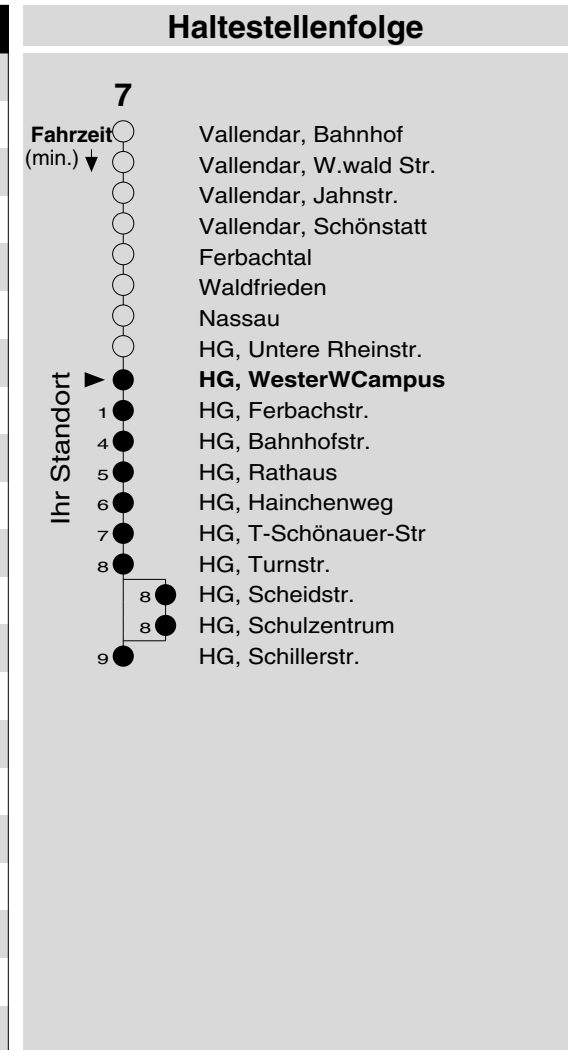 Haltestellenfolge
7
Fahrzeit
(min.)
Vallendar, Bahnhof
Vallendar, W.wald Str.
Vallendar, Jahnstr.
Vallendar, Schönstatt
Ferbachtal
Waldfrieden
Nassau
HG, Untere Rheinstr.
Ihr Standort
HG, WesterWCampus
1 HG, Ferbachstr.
4 HG, Bahnhofstr.
5 HG, Rathaus
6 HG, Hainchenweg
7 HG, T-Schönauer-Str
8 HG, Turnstr.
8 HG, Scheidstr.
8 HG, Schulzentrum
9 HG, Schillerstr.